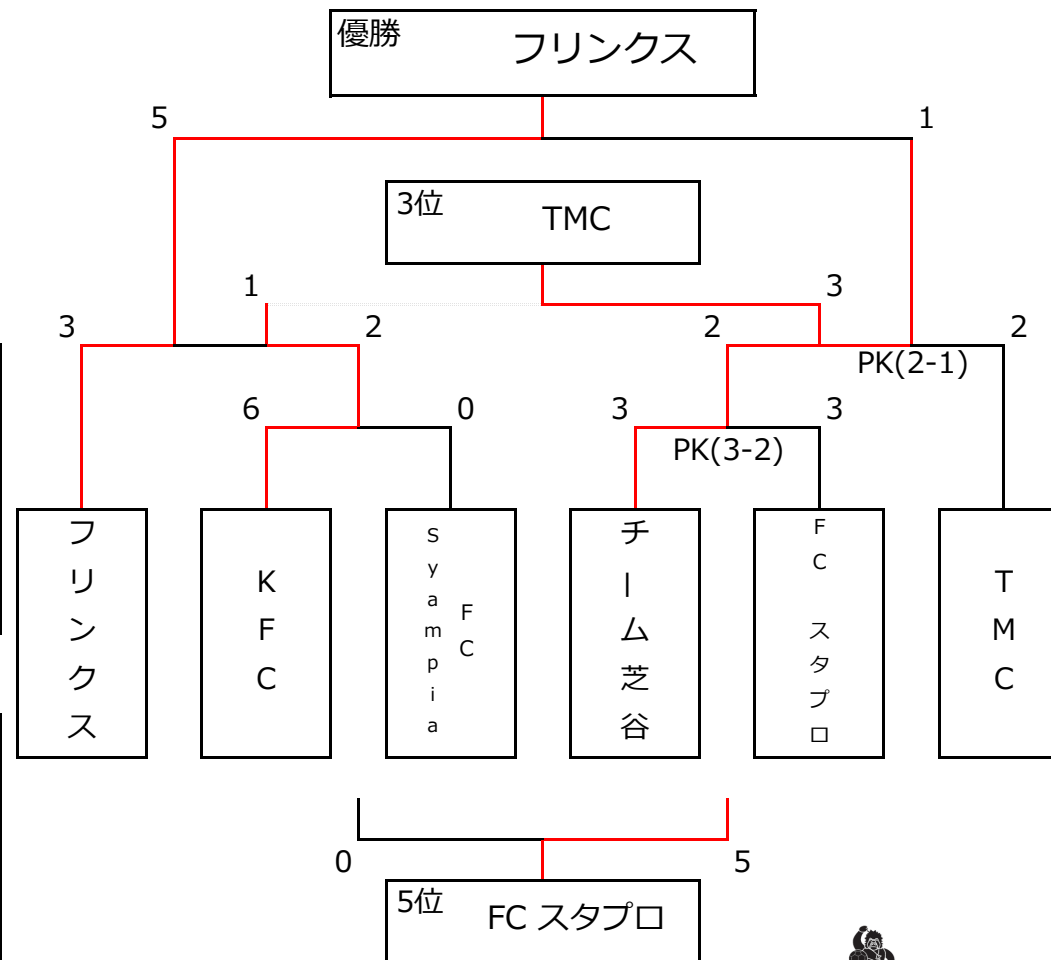 優勝 フリンクス
5 1
3位 TMC
1 3
3 2 2 2
PK(2-1)
6 0 3 3
PK(3-2)
フリンクス
KFC
Syampia
FC
チーム芝谷
FC スタプロ
TMC
0 5
5位 FC スタプロ